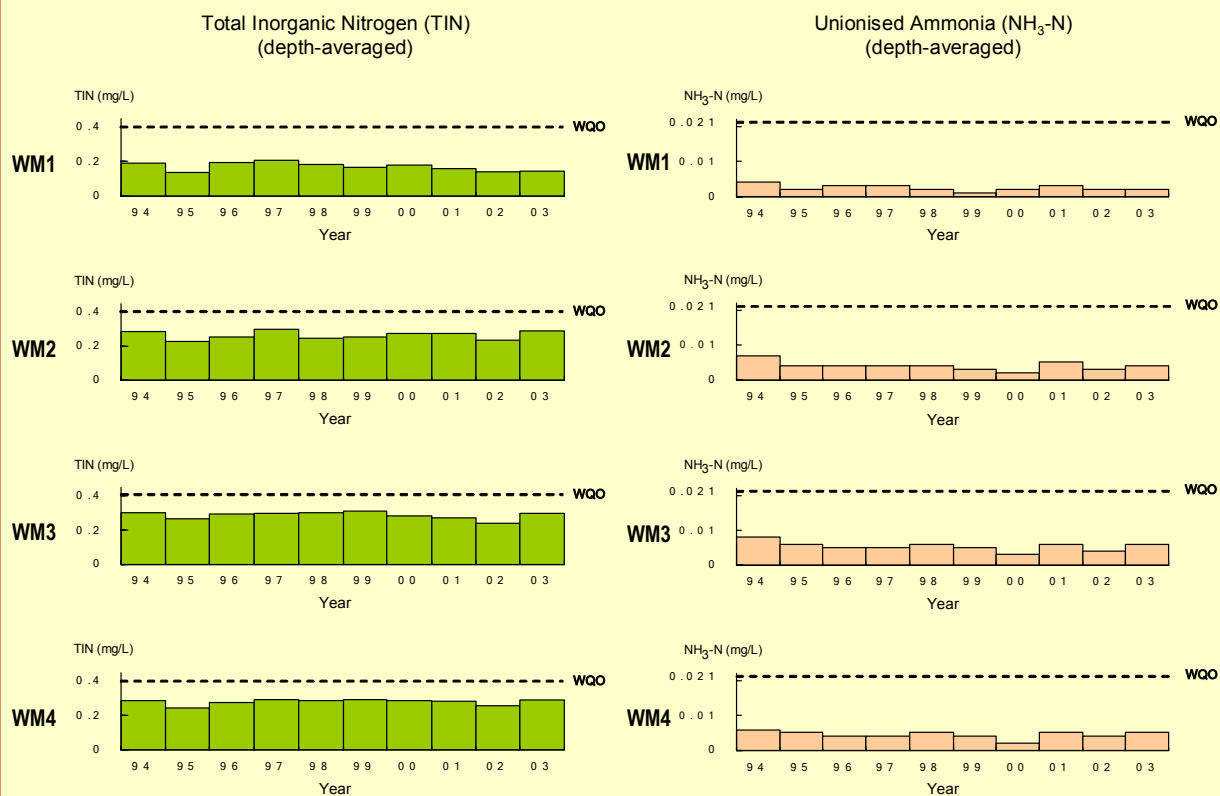 Total Inorganic Nitrogen (TIN)
(depth-averaged)
Unionised Ammonia (NH3-N)
(depth-averaged)
TIN (mg/L)
0.4
WQO
WM1
0.2
0
94 95 96 97 98 99 00 01 02 03
Year
NH3-N (mg/L)
0.021
WQO
WM1
0.01
0
94 95 96 97 98 99 00 01 02 03
Year
TIN (mg/L)
0.4
WQO
WM2
0.2
0
94 95 96 97 98 99 00 01 02 03
Year
NH3-N (mg/L)
0.021
WQO
WM2
0.01
0
94 95 96 97 98 99 00 01 02 03
Year
TIN (mg/L)
0.4
WQO
WM3
0.2
0
94 95 96 97 98 99 00 01 02 03
Year
NH3-N (mg/L)
0.021
WQO
WM3
0.01
0
94 95 96 97 98 99 00 01 02 03
Year
TIN (mg/L)
0.4
WQO
WM4
0.2
0
94 95 96 97 98 99 00 01 02 03
Year
NH3-N (mg/L)
0.021
WQO
WM4
0.01
0
94 95 96 97 98 99 00 01 02 03
Year